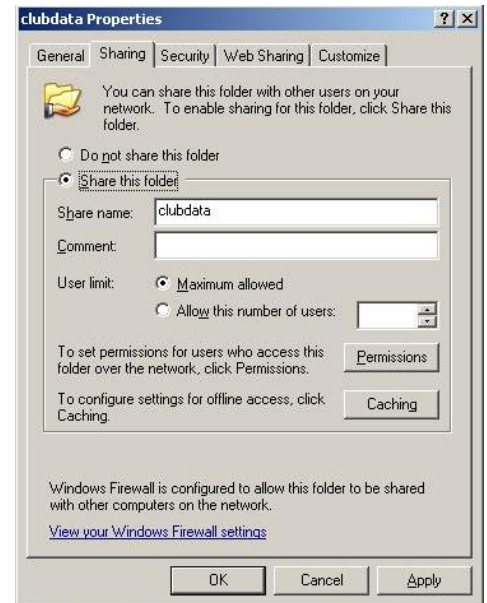 clubdata Properties
General Sharing Security Web Sharing Customize
You can share this folder with other users on your
network. To enable sharing for this folder, click Share this
folder.
Do not share this folder
Share this folder
Share name: clubdata
Comment:
User limit: Maximum allowed
Allow this number of users:
To set permissions for users who access this
folder over the network, click Permissions.
Permissions
To configure settings for offline access, click
Caching.
Caching
Windows Firewall is configured to allow this folder to be shared
with other computers on the network.
View your Windows Firewall settings
OK Cancel Apply